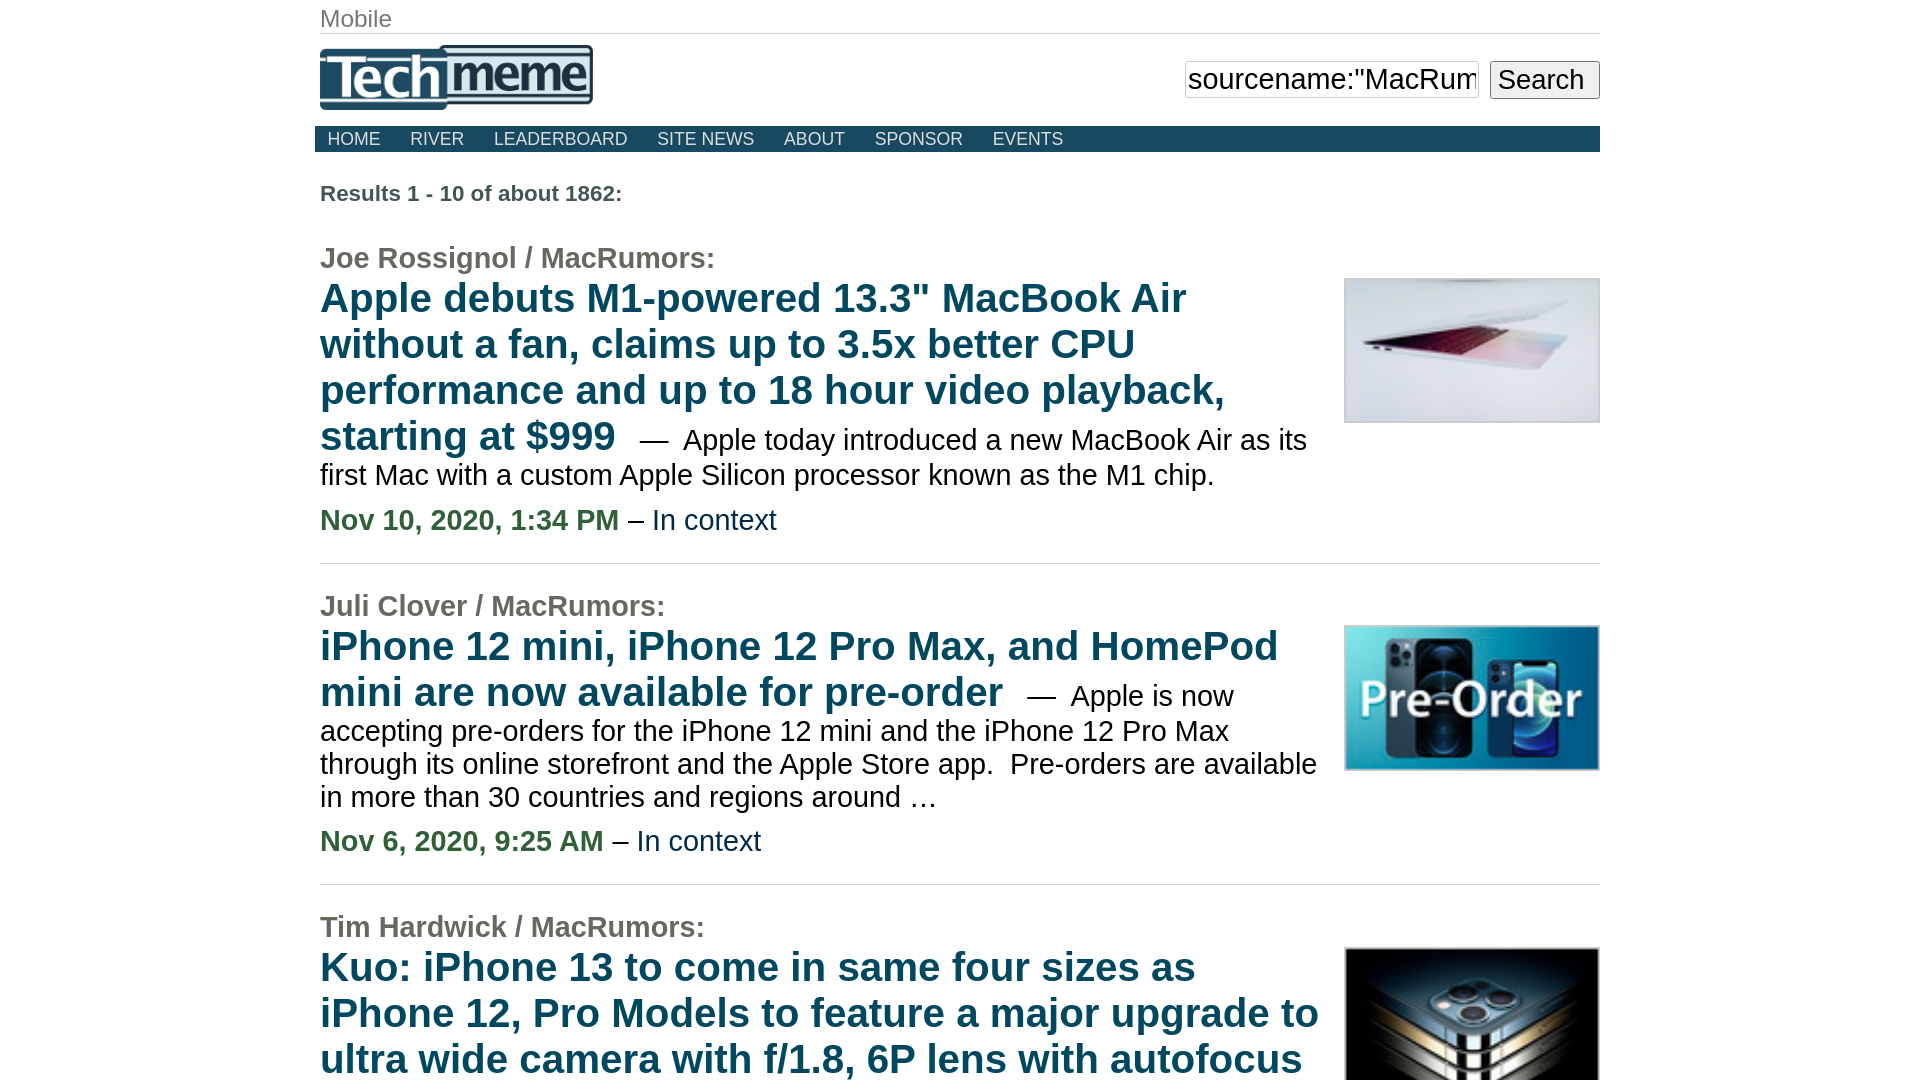 Mobile
Techmeme
sourcename:"MacRum
Search
HOME RIVER LEADERBOARD SITE NEWS ABOUT SPONSOR EVENTS
Results 1 - 10 of about 1862:
Joe Rossignol / MacRumors:
Apple debuts M1-powered 13.3" MacBook Air
without a fan, claims up to 3.5x better CPU
performance and up to 18 hour video playback,
starting at $999 — Apple today introduced a new MacBook Air as its
first Mac with a custom Apple Silicon processor known as the M1 chip.
Nov 10, 2020, 1:34 PM – In context
Juli Clover / MacRumors:
iPhone 12 mini, iPhone 12 Pro Max, and HomePod
mini are now available for pre-order — Apple is now
accepting pre-orders for the iPhone 12 mini and the iPhone 12 Pro Max
through its online storefront and the Apple Store app. Pre-orders are available
in more than 30 countries and regions around …
Pre-Order
Nov 6, 2020, 9:25 AM – In context
Tim Hardwick / MacRumors:
Kuo: iPhone 13 to come in same four sizes as
iPhone 12, Pro Models to feature a major upgrade to
ultra wide camera with f/1.8, 6P lens with autofocus